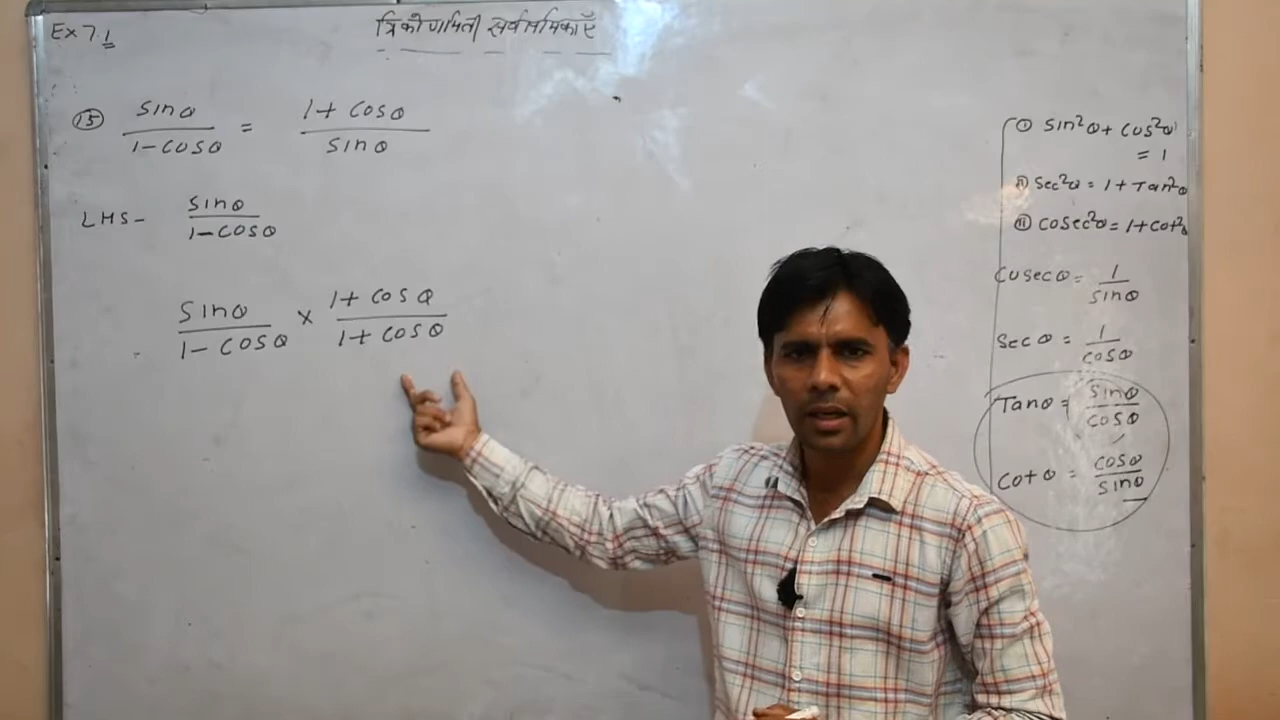 Ex 7.1
त्रिकोणमिती सर्वसमिकाएँ
(15) sinθ/1-cosθ = 1+cosθ/sinθ
LHS- sinθ/1-cosθ
sinθ/1-cosθ × 1+cosθ/1+cosθ
(i) sin²θ + cos²θ
= 1
(ii) sec²θ = 1+Tan²θ
(iii) cosec²θ = 1+cot²θ
cosecθ = 1/sinθ
secθ = 1/cosθ
Tanθ = sinθ/cosθ
cotθ = cosθ/sinθ